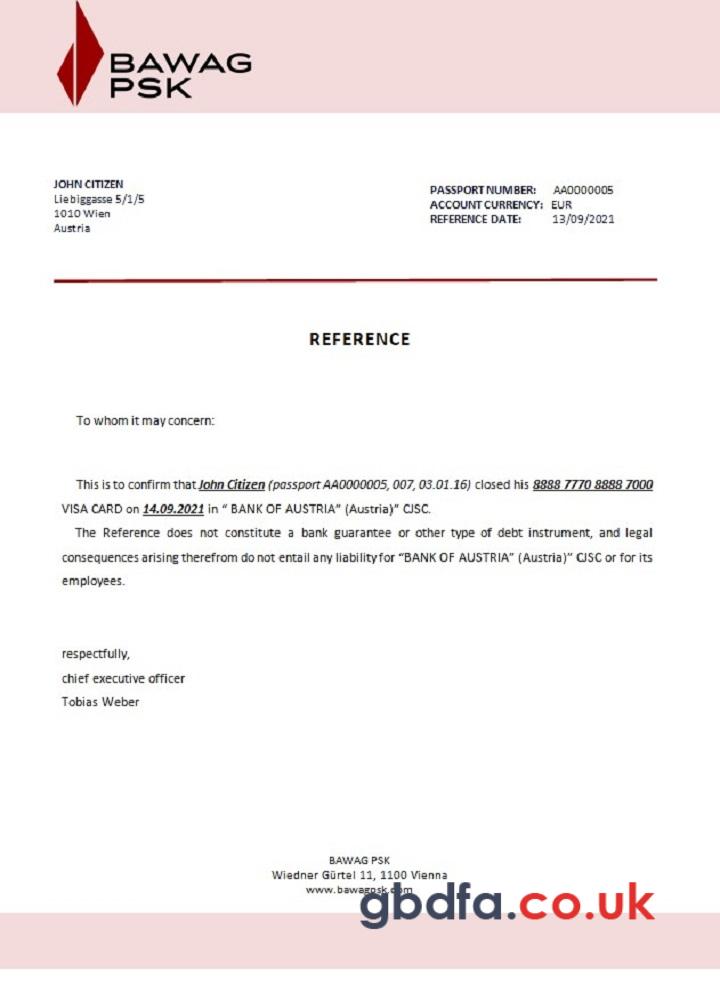 BAWAG
PSK
JOHN CITIZEN
Liebiggasse 5/1/5
1010 Wien
Austria
PASSPORT NUMBER: AA0000005
ACCOUNT CURRENCY: EUR
REFERENCE DATE: 13/09/2021
REFERENCE
To whom it may concern:
This is to confirm that John Citizen (passport AA0000005, 007, 03.01.16) closed his 8888 7770 8888 7000
VISA CARD on 14.09.2021 in “ BANK OF AUSTRIA” (Austria)” CJSC.
The Reference does not constitute a bank guarantee or other type of debt instrument, and legal
consequences arising therefrom do not entail any liability for “BANK OF AUSTRIA” (Austria)” CJSC or for its
employees.
respectfully,
chief executive officer
Tobias Weber
BAWAG PSK
Wiedner Gürtel 11, 1100 Vienna
www.bawagpsk.com
gbdfa.co.uk